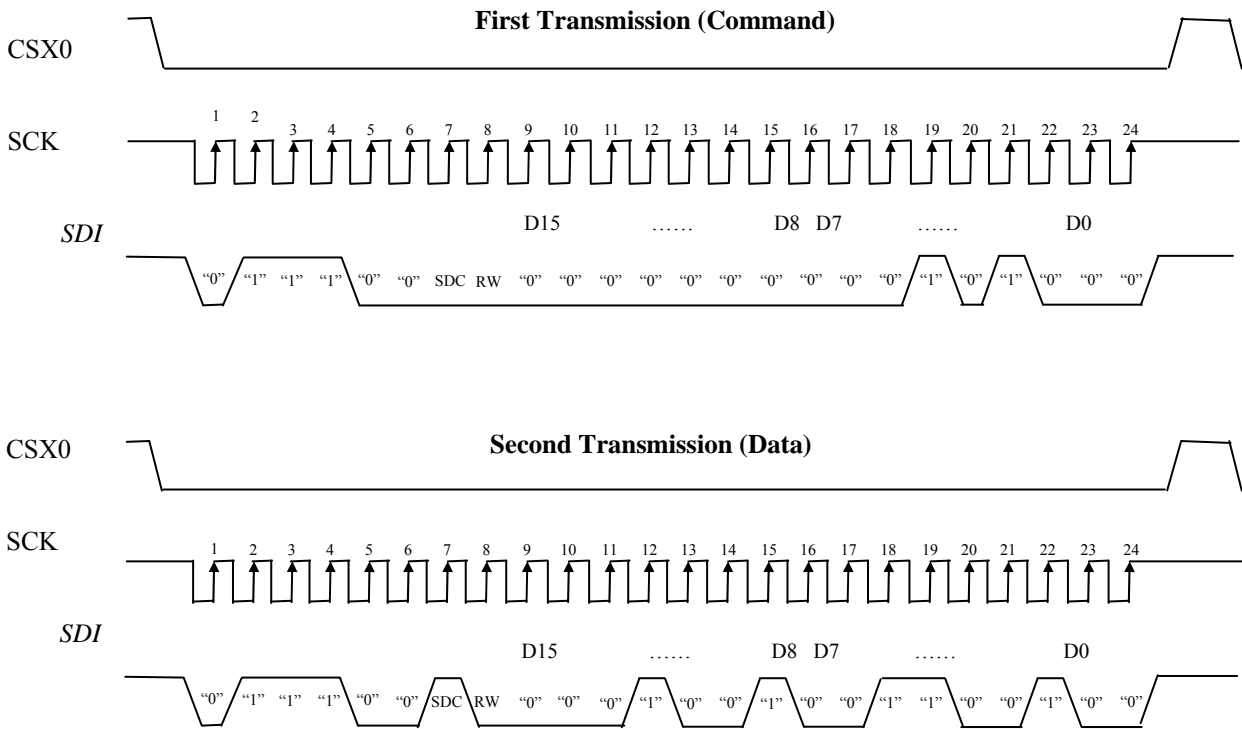 First Transmission (Command)
CSX0
1 2 3 4 5 6 7 8 9 10 11 12 13 14 15 16 17 18 19 20 21 22 23 24
SCK
D15 …… D8 D7 …… D0
SDI
“0” “1” “1” “1” “0” “0” SDC RW “0” “0” “0” “0” “0” “0” “0” “0” “0” “0” “1” “0” “1” “0” “0” “0”
Second Transmission (Data)
CSX0
1 2 3 4 5 6 7 8 9 10 11 12 13 14 15 16 17 18 19 20 21 22 23 24
SCK
SDI
D15 …… D8 D7 …… D0
“0” “1” “1” “1” “0” “0” SDC RW “0” “0” “0” “1” “0” “0” “1” “0” “0” “1” “1” “0” “0” “1” “0” “0”